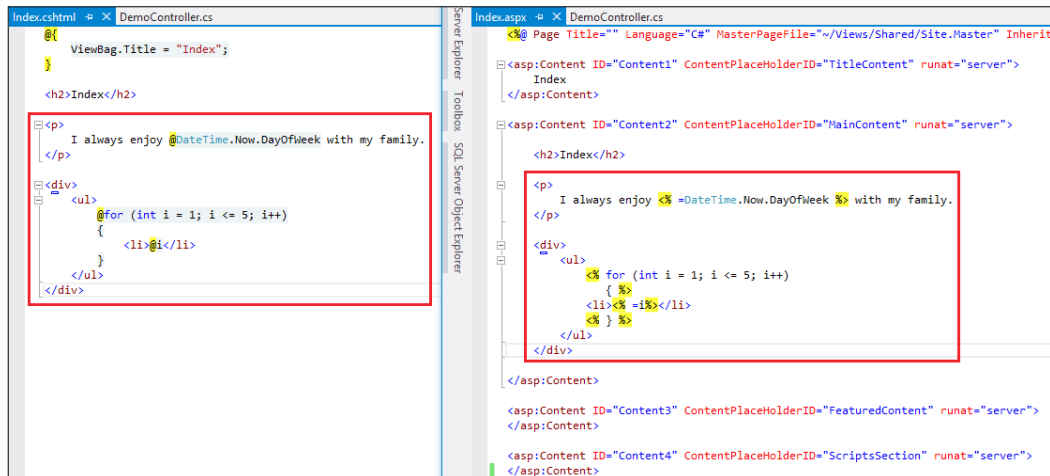 Index.cshtml DemoController.cs
@{
ViewBag.Title = "Index";
}
<h2>Index</h2>
<p>
I always enjoy @DateTime.Now.DayOfWeek with my family.
</p>
<div>
<ul>
@for (int i = 1; i <= 5; i++)
{
<li>@i</li>
}
</ul>
</div>
Server Explorer
Toolbox
SQL Server Object Explorer
Index.aspx DemoController.cs
<%@ Page Title="" Language="C#" MasterPageFile="~/Views/Shared/Site.Master" Inherit
<asp:Content ID="Content1" ContentPlaceHolderID="TitleContent" runat="server">
Index
</asp:Content>
<asp:Content ID="Content2" ContentPlaceHolderID="MainContent" runat="server">
<h2>Index</h2>
<p>
I always enjoy <% =DateTime.Now.DayOfWeek %> with my family.
</p>
<div>
<ul>
<% for (int i = 1; i <= 5; i++)
{ %>
<li><% =i%></li>
<% } %>
</ul>
</div>
</asp:Content>
<asp:Content ID="Content3" ContentPlaceHolderID="FeaturedContent" runat="server">
</asp:Content>
<asp:Content ID="Content4" ContentPlaceHolderID="ScriptsSection" runat="server">
</asp:Content>